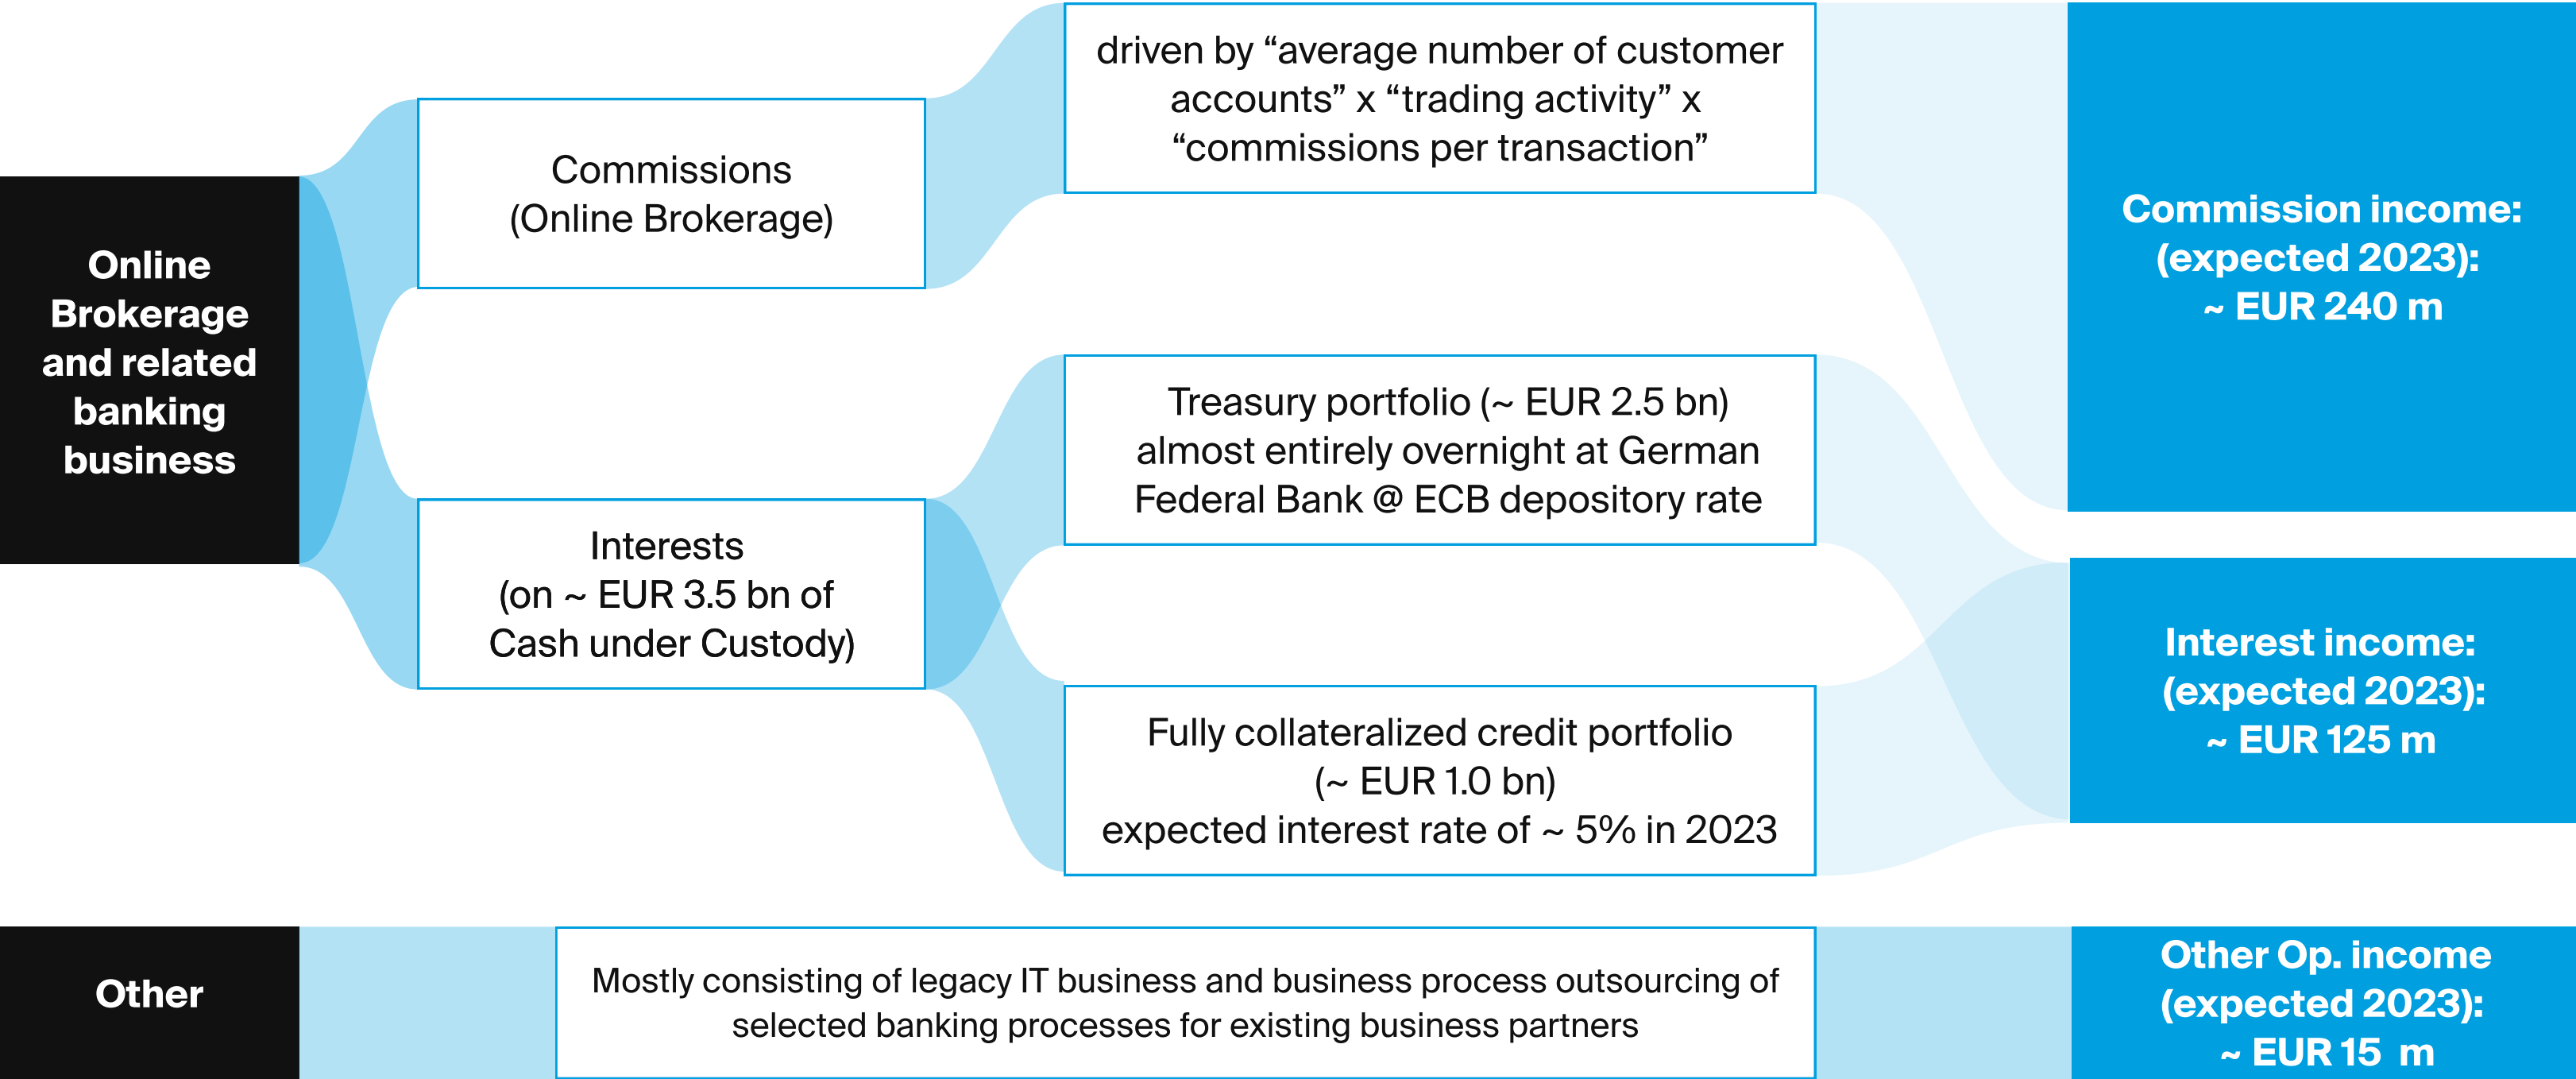 Online
Brokerage
and related
banking
business
Commissions
(Online Brokerage)
driven by “average number of customer
accounts” x “trading activity” x
“commissions per transaction”
Commission income:
(expected 2023):
~ EUR 240 m
Interests
(on ~ EUR 3.5 bn of
Cash under Custody)
Treasury portfolio (~ EUR 2.5 bn)
almost entirely overnight at German
Federal Bank @ ECB depository rate
Fully collateralized credit portfolio
(~ EUR 1.0 bn)
expected interest rate of ~ 5% in 2023
Interest income:
(expected 2023):
~ EUR 125 m
Other
Mostly consisting of legacy IT business and business process outsourcing of
selected banking processes for existing business partners
Other Op. income
(expected 2023):
~ EUR 15 m